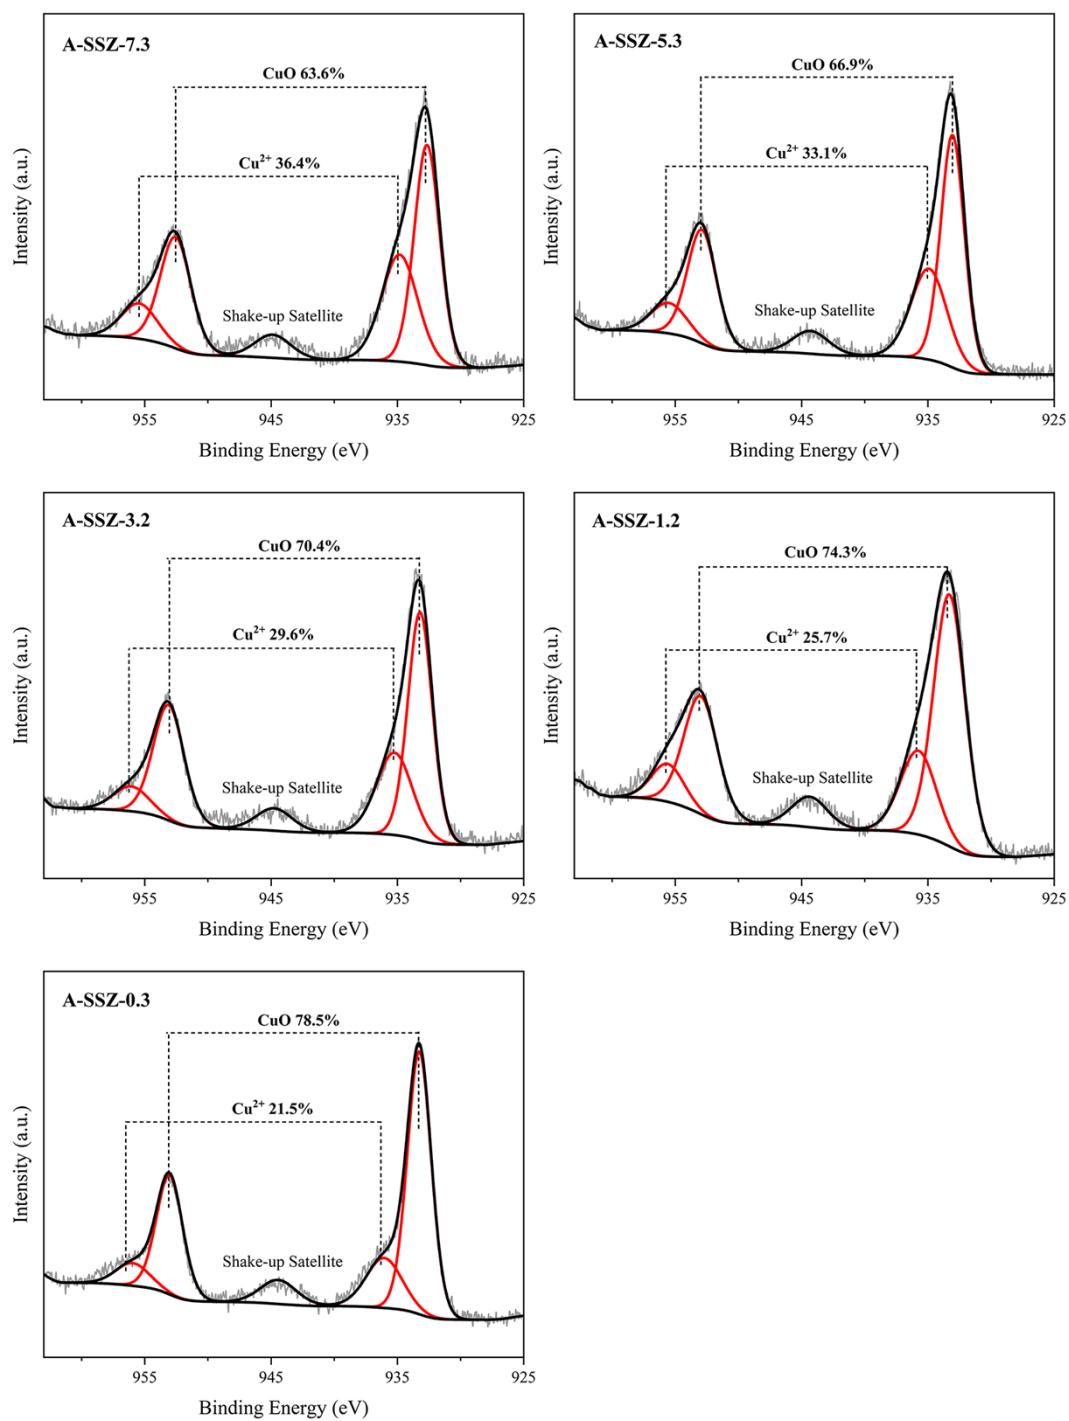 A-SSZ-7.3
CuO 63.6%
Cu²⁺ 36.4%
Shake-up Satellite
Intensity (a.u.)
955 945 935 925
Binding Energy (eV)
A-SSZ-5.3
CuO 66.9%
Cu²⁺ 33.1%
Shake-up Satellite
Intensity (a.u.)
955 945 935 925
Binding Energy (eV)
A-SSZ-3.2
CuO 70.4%
Cu²⁺ 29.6%
Shake-up Satellite
Intensity (a.u.)
955 945 935 925
Binding Energy (eV)
A-SSZ-1.2
CuO 74.3%
Cu²⁺ 25.7%
Shake-up Satellite
Intensity (a.u.)
955 945 935 925
Binding Energy (eV)
A-SSZ-0.3
CuO 78.5%
Cu²⁺ 21.5%
Shake-up Satellite
Intensity (a.u.)
955 945 935 925
Binding Energy (eV)